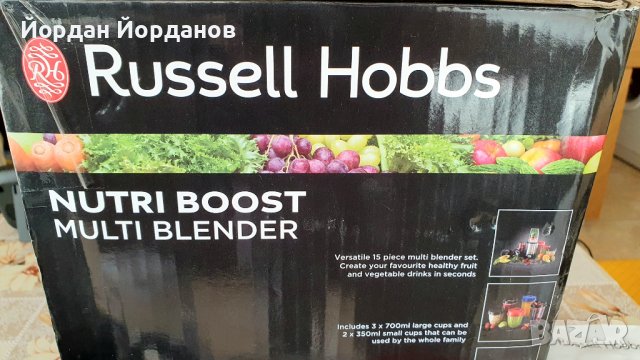 Йордан Йорданов
RH
Russell Hobbs
NUTRI BOOST
MULTI BLENDER
Versatile 15 piece multi blender set.
Create your favourite healthy fruit
and vegetable drinks in seconds
Includes 3 x 700ml large cups and
2 x 350ml small cups that can be
used by the whole family
BAZAR